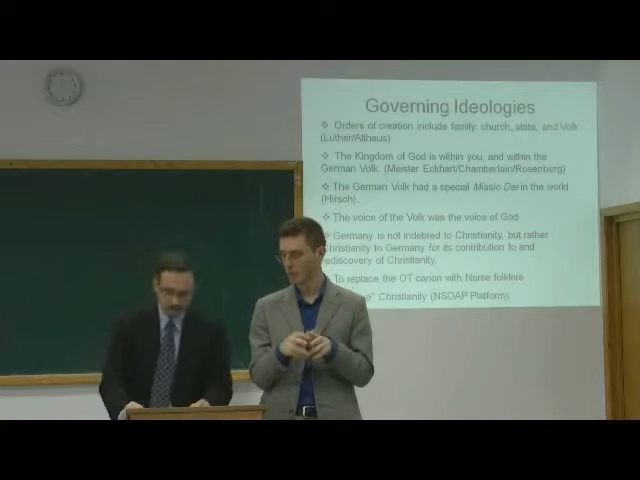 Governing Ideologies
❖ Orders of creation include family, church, state, and Volk
(Luther/Althaus)
❖ The Kingdom of God is within you, and within the
German Volk. (Meister Eckhart/Chamberlain/Rosenberg)
❖ The German Volk had a special Missio Dei in the world
(Hirsch).
❖ The voice of the Volk was the voice of God
Germany is not indebted to Christianity, but rather
Christianity to Germany for its contribution to and
rediscovery of Christianity,
To replace the OT canon with Norse folklore
Christianity (NSDAP Platform)